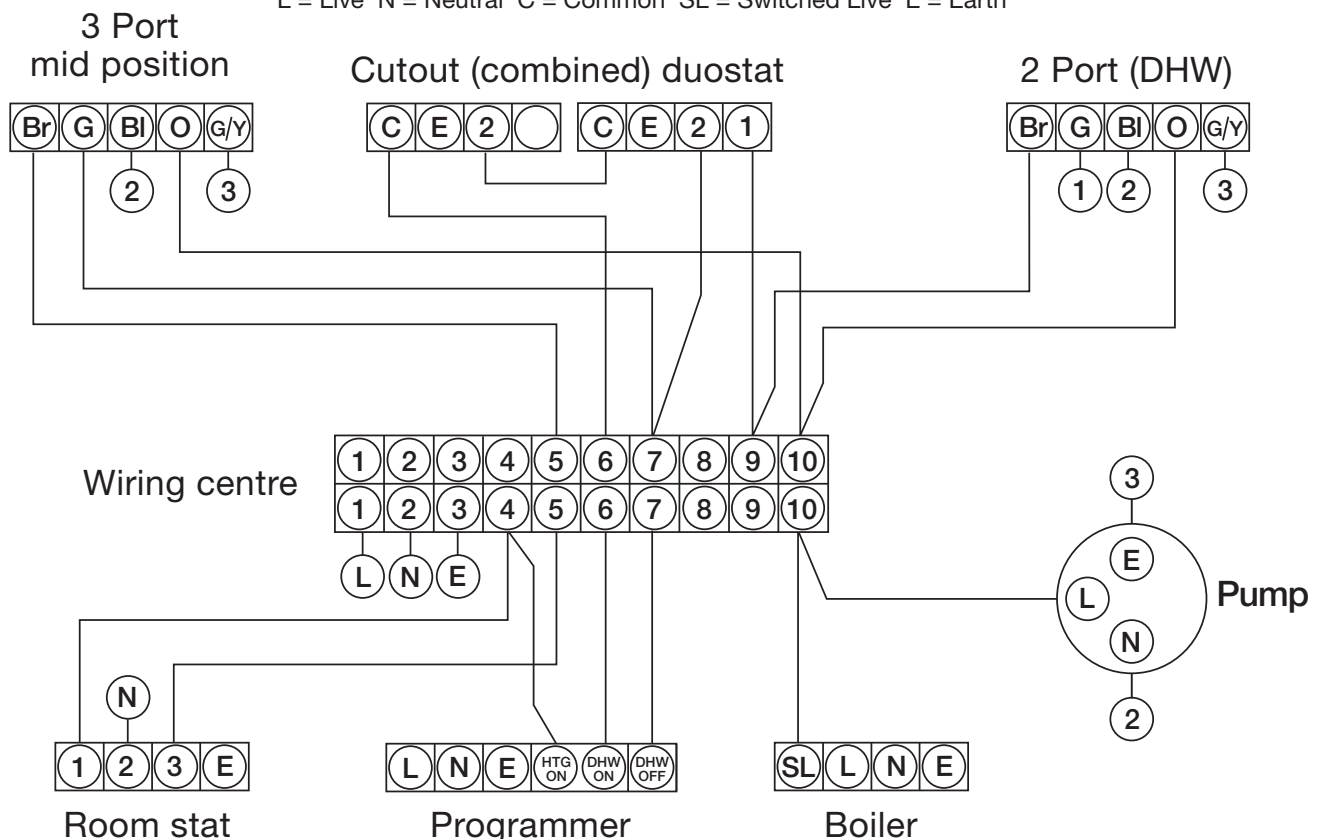 L = Live N = Neutral C = Common SL = Switched Live E = Earth
3 Port
mid position
Cutout (combined) duostat
2 Port (DHW)
Br G Bl O G/Y
C E 2
C E 2 1
Br G Bl O G/Y
2 3
1 2 3
Wiring centre
1 2 3 4 5 6 7 8 9 10
1 2 3 4 5 6 7 8 9 10
L N E
3
E
L
N
Pump
2
N
1 2 3 E
L N E HTG ON DHW ON DHW OFF
SL L N E
Room stat
Programmer
Boiler